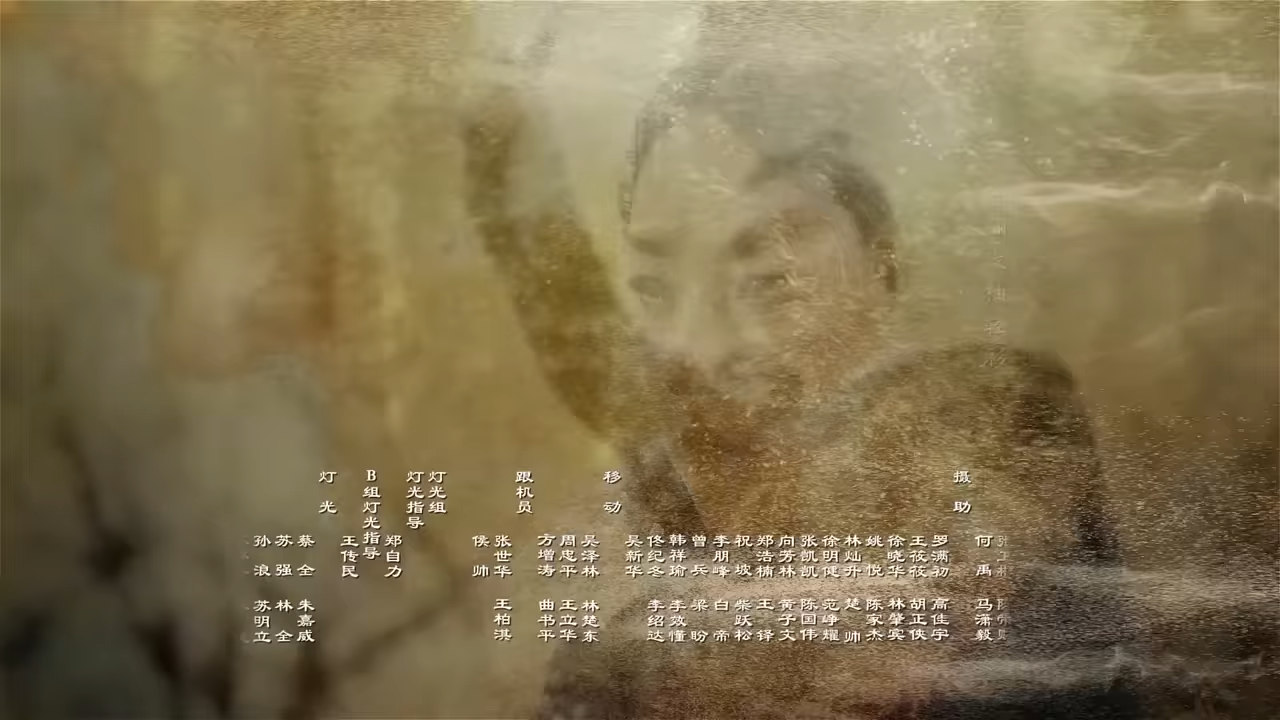 摄助
何禹
马潇毅
罗满初
高佳宇
王莜莜
胡正侠
徐晓华
林肇宾
姚悦
陈家杰
林灿升
楚帅
徐明健
范峥耀
张凯凯
陈国伟
向芳林
黄子文
郑浩楠
王铎
祝坡
柴跃松
李朋峰
白帝
曾兵
梁盼
韩祥瑜
李效懂
佟纪冬
李绍达
吴新华
移动
吴泽林
林楚东
周忠平
王立华
方增涛
曲书平
跟机员
张世华
王柏淇
侯帅
灯光组
灯光指导
郑自力
B组灯光指导
王传民
灯光
蔡全
朱嘉威
苏强
林全
孙浪
苏明立